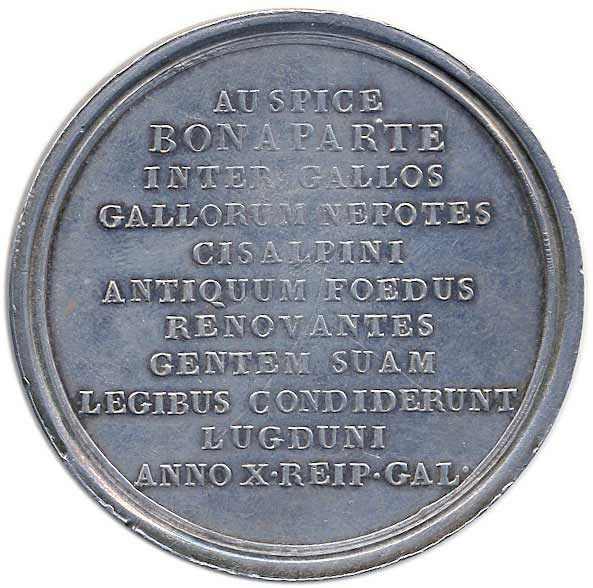 AUSPICE
BONAPARTE
INTER GALLOS
GALLORUM NEPOTES
CISALPINI
ANTIQUUM FOEDUS
RENOVANTES
GENTEM SUAM
LEGIBUS CONDIDERUNT
LUGDUNI
ANNO X·REIP·GAL·